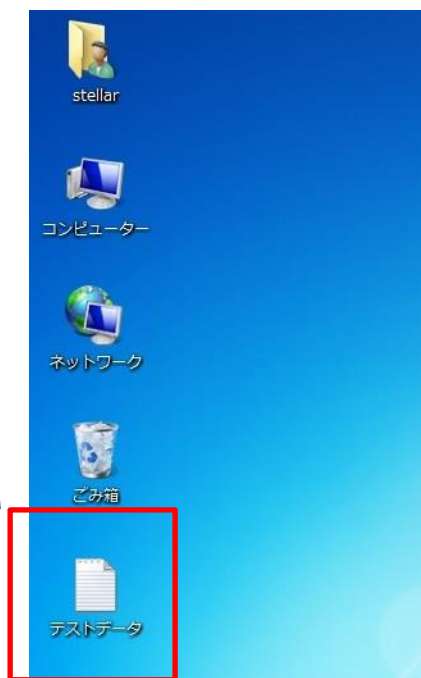 stellar
コンピューター
ネットワーク
ごみ箱
テストデータ